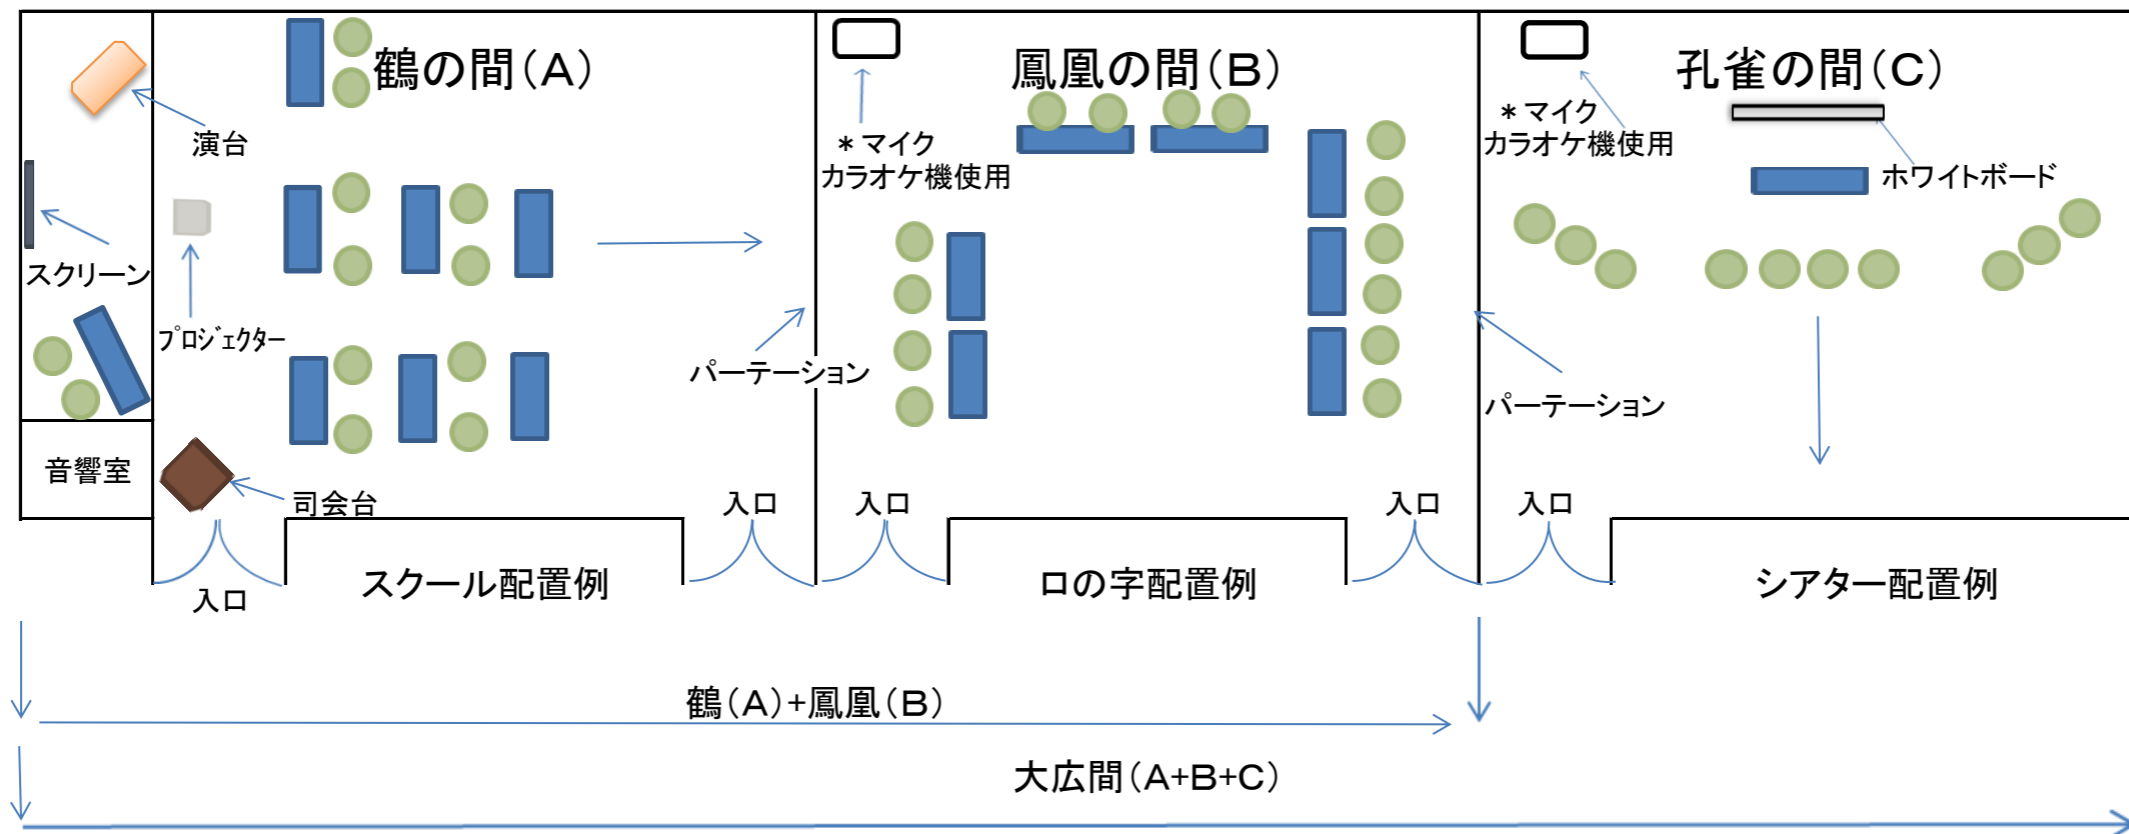 鶴の間(A)
鳳凰の間(B)
孔雀の間(C)
演台
*マイク
カラオケ機使用
*マイク
カラオケ機使用
ホワイトボード
スクリーン
プロジェクター
パーテーション
パーテーション
音響室
司会台
入口
入口
入口
入口
入口
スクール配置例
ロの字配置例
シアター配置例
鶴(A)+鳳凰(B)
大広間(A+B+C)